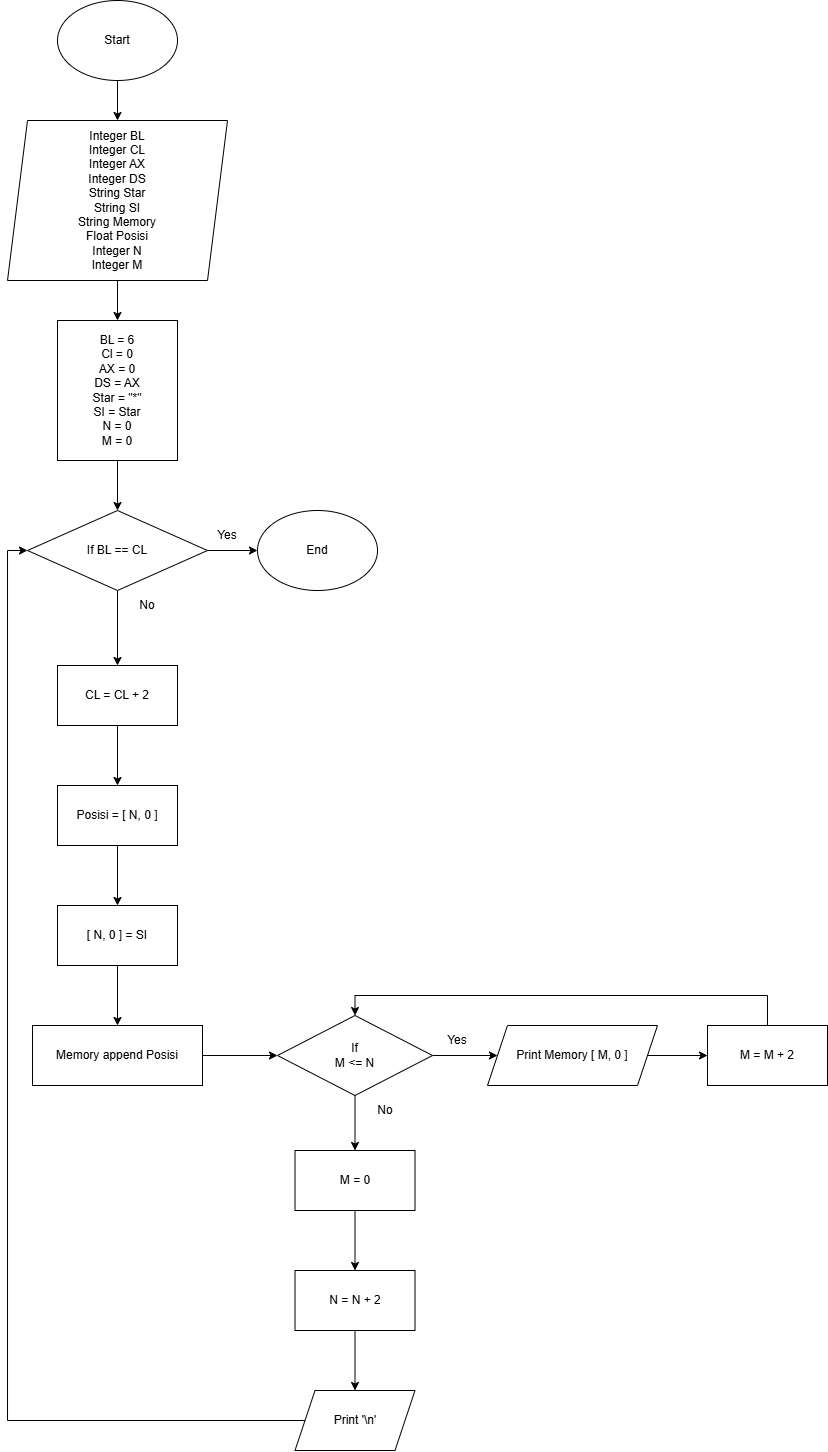 Start
Integer BL
Integer CL
Integer AX
Integer DS
String Star
String SI
String Memory
Float Posisi
Integer N
Integer M
BL = 6
Cl = 0
AX = 0
DS = AX
Star = "*"
SI = Star
N = 0
M = 0
If BL == CL
Yes
End
No
CL = CL + 2
Posisi = [ N, 0 ]
[ N, 0 ] = SI
Memory append Posisi
If
M <= N
Yes
Print Memory [ M, 0 ]
M = M + 2
No
M = 0
N = N + 2
Print '\n'